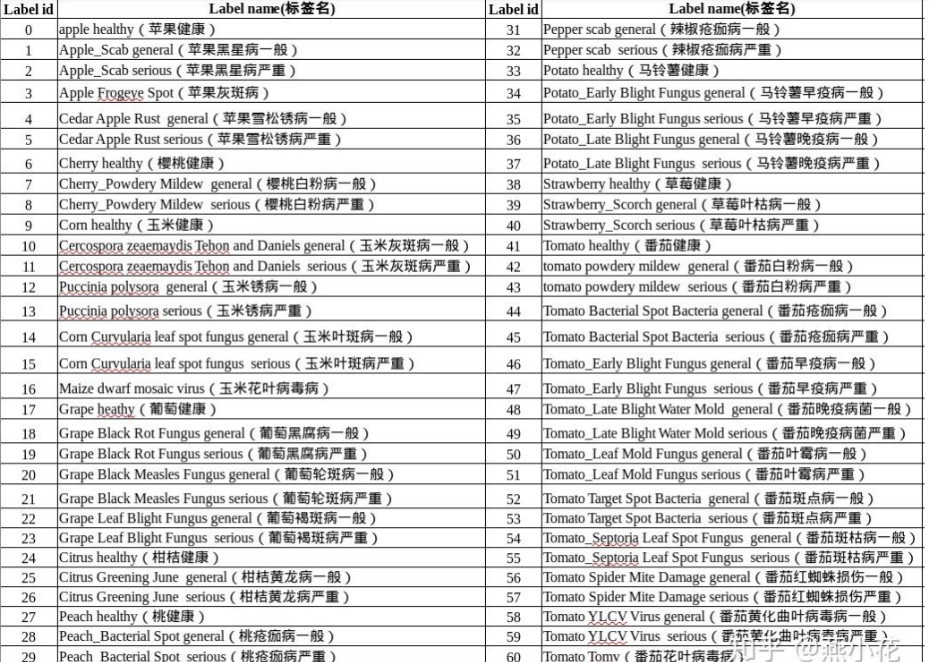 Label id Label name(标签名) Label id Label name(标签名)
0 apple healthy（苹果健康） 31 Pepper scab general（辣椒疮痂病一般）
1 Apple_Scab general（苹果黑星病一般） 32 Pepper scab serious（辣椒疮痂病严重）
2 Apple_Scab serious（苹果黑星病严重） 33 Potato healthy（马铃薯健康）
3 Apple Frogeye Spot（苹果灰斑病） 34 Potato_Early Blight Fungus general（马铃薯早疫病一般）
4 Cedar Apple Rust general（苹果雪松锈病一般） 35 Potato_Early Blight Fungus serious（马铃薯早疫病严重）
5 Cedar Apple Rust serious（苹果雪松锈病严重） 36 Potato_Late Blight Fungus general（马铃薯晚疫病一般）
6 Cherry healthy（樱桃健康） 37 Potato_Late Blight Fungus serious（马铃薯晚疫病严重）
7 Cherry_Powdery Mildew general（樱桃白粉病一般） 38 Strawberry healthy（草莓健康）
8 Cherry_Powdery Mildew serious（樱桃白粉病严重） 39 Strawberry_Scorch general（草莓叶枯病一般）
9 Corn healthy（玉米健康） 40 Strawberry_Scorch serious（草莓叶枯病严重）
10 Cercospora zeaemaydis Tehon and Daniels general（玉米灰斑病一般） 41 Tomato healthy（番茄健康）
11 Cercospora zeaemaydis Tehon and Daniels serious（玉米灰斑病严重） 42 tomato powdery mildew general（番茄白粉病一般）
12 Puccinia polysora general（玉米锈病一般） 43 tomato powdery mildew serious（番茄白粉病严重）
13 Puccinia polysora serious（玉米锈病严重） 44 Tomato Bacterial Spot Bacteria general（番茄疮痂病一般）
14 Corn Curvularia leaf spot fungus general（玉米叶斑病一般） 45 Tomato Bacterial Spot Bacteria serious（番茄疮痂病严重）
15 Corn Curvularia leaf spot fungus serious（玉米叶斑病严重） 46 Tomato_Early Blight Fungus general（番茄早疫病一般）
16 Maize dwarf mosaic virus（玉米花叶病毒病） 47 Tomato_Early Blight Fungus serious（番茄早疫病严重）
17 Grape heathy（葡萄健康） 48 Tomato_Late Blight Water Mold general（番茄晚疫病菌一般）
18 Grape Black Rot Fungus general（葡萄黑腐病一般） 49 Tomato_Late Blight Water Mold serious（番茄晚疫病菌严重）
19 Grape Black Rot Fungus serious（葡萄黑腐病严重） 50 Tomato_Leaf Mold Fungus general（番茄叶霉病一般）
20 Grape Black Measles Fungus general（葡萄轮斑病一般） 51 Tomato_Leaf Mold Fungus serious（番茄叶霉病严重）
21 Grape Black Measles Fungus serious（葡萄轮斑病严重） 52 Tomato Target Spot Bacteria general（番茄斑点病一般）
22 Grape Leaf Blight Fungus general（葡萄褐斑病一般） 53 Tomato Target Spot Bacteria serious（番茄斑点病严重）
23 Grape Leaf Blight Fungus serious（葡萄褐斑病严重） 54 Tomato_Septoria Leaf Spot Fungus general（番茄斑枯病一般）
24 Citrus healthy（柑桔健康） 55 Tomato_Septoria Leaf Spot Fungus serious（番茄斑枯病严重）
25 Citrus Greening June general（柑桔黄龙病一般） 56 Tomato Spider Mite Damage general（番茄红蜘蛛损伤一般）
26 Citrus Greening June serious（柑桔黄龙病严重） 57 Tomato Spider Mite Damage serious（番茄红蜘蛛损伤严重）
27 Peach healthy（桃健康） 58 Tomato YLCV Virus general（番茄黄化曲叶病毒病一般）
28 Peach_Bacterial Spot general（桃疮痂病一般） 59 Tomato YLCV Virus serious（番茄黄化曲叶病毒病严重）
29 Peach_Bacterial Spot serious（桃疮痂病严重） 60 Tomato Tomv（番茄花叶病毒病）
知乎 @燕小花